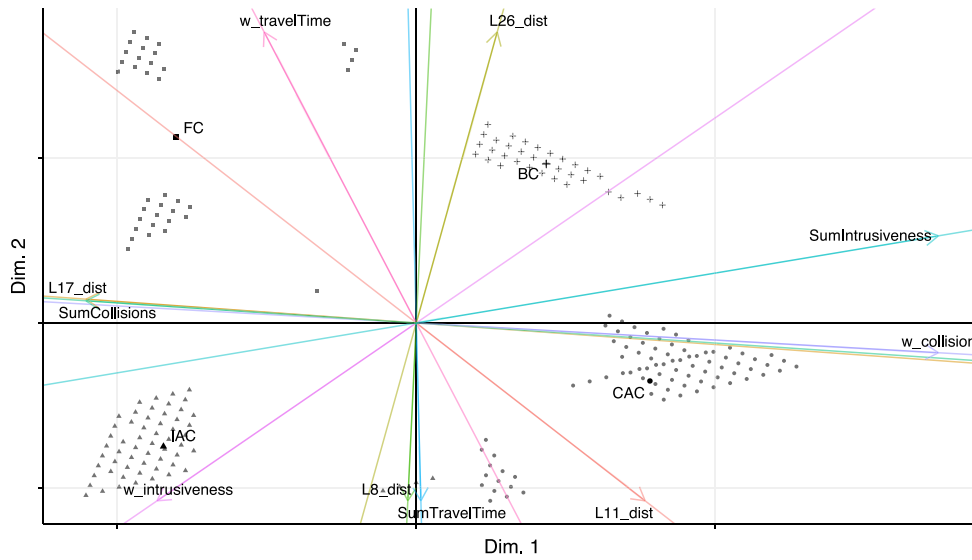 w_travelTime
L26_dist
FC
BC
SumIntrusiveness
Dim. 2
L17_dist
SumCollisions
w_collision
CAC
IAC
w_intrusiveness
L8_dist
SumTravelTime
L11_dist
Dim. 1